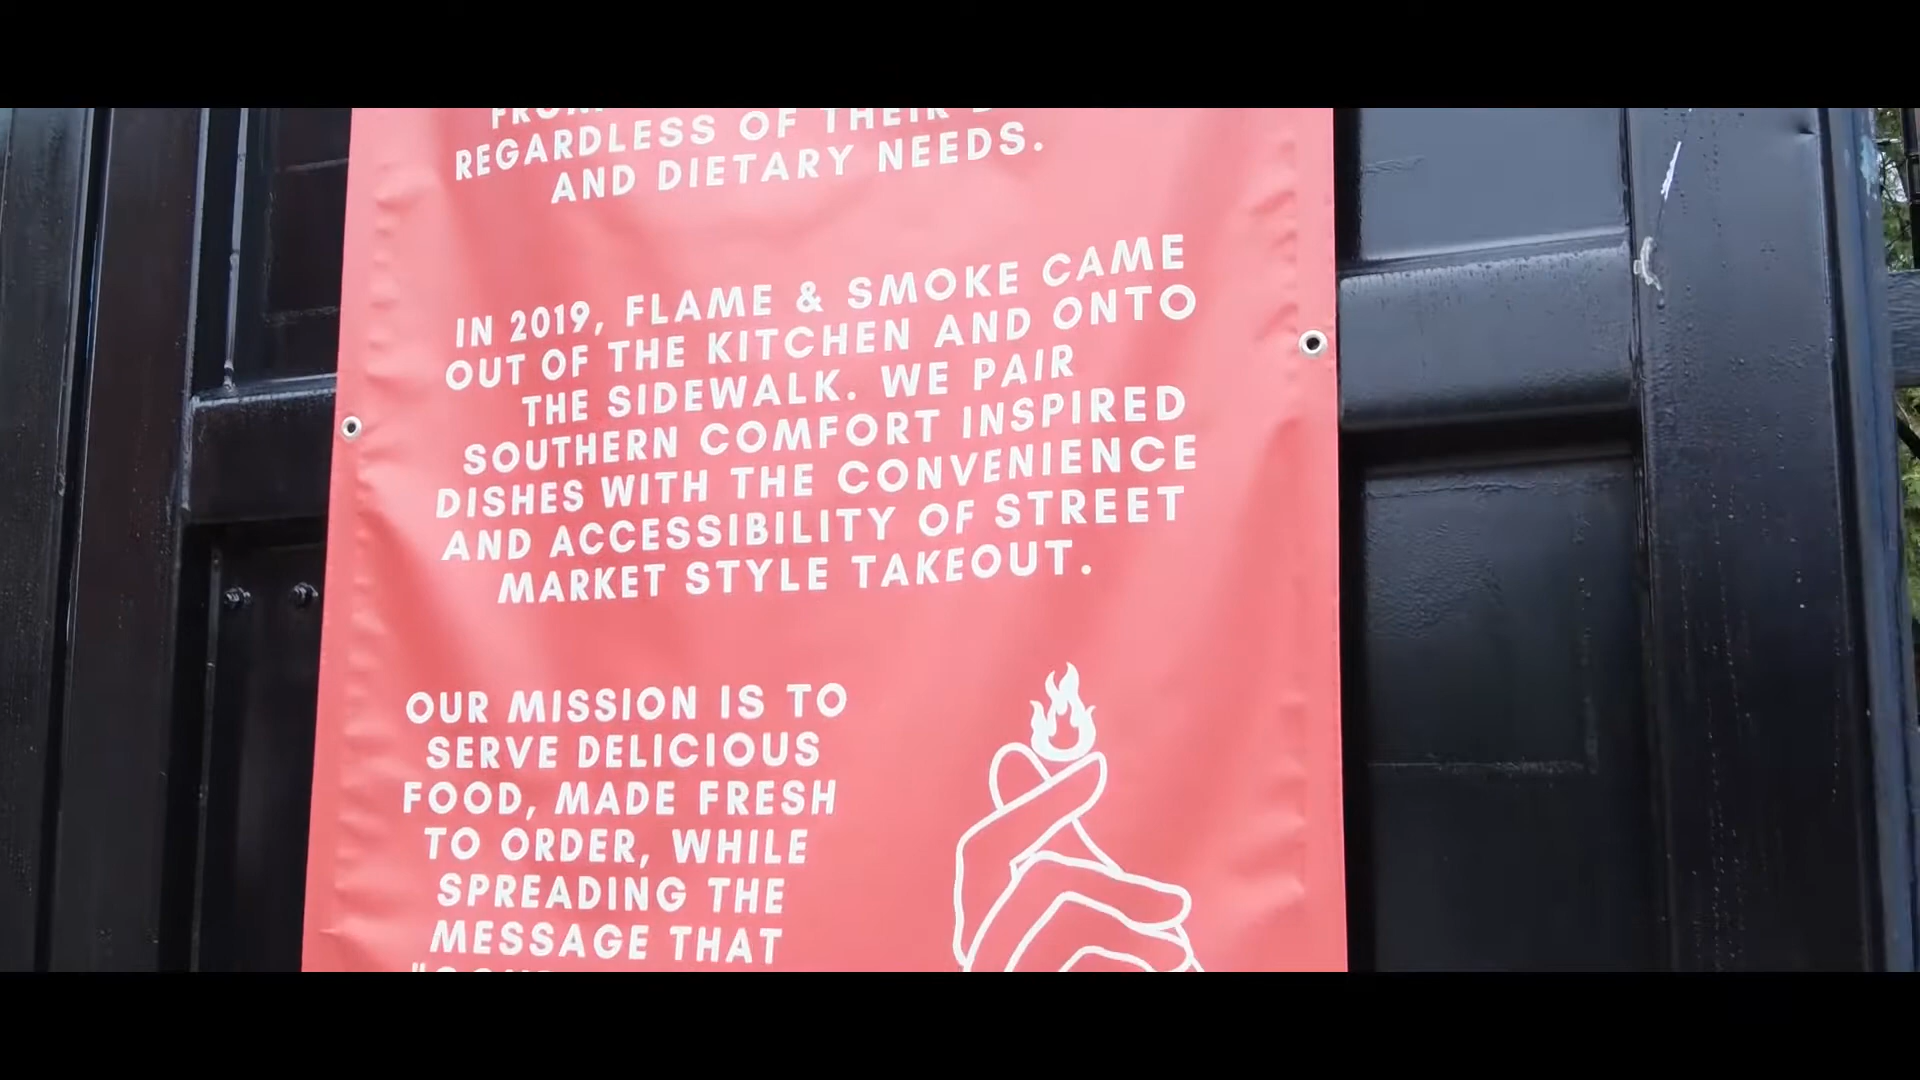 REGARDLESS OF THEIR
AND DIETARY NEEDS.
IN 2019, FLAME & SMOKE CAME
OUT OF THE KITCHEN AND ONTO
THE SIDEWALK. WE PAIR
SOUTHERN COMFORT INSPIRED
DISHES WITH THE CONVENIENCE
AND ACCESSIBILITY OF STREET
MARKET STYLE TAKEOUT.
OUR MISSION IS TO
SERVE DELICIOUS
FOOD, MADE FRESH
TO ORDER, WHILE
SPREADING THE
MESSAGE THAT